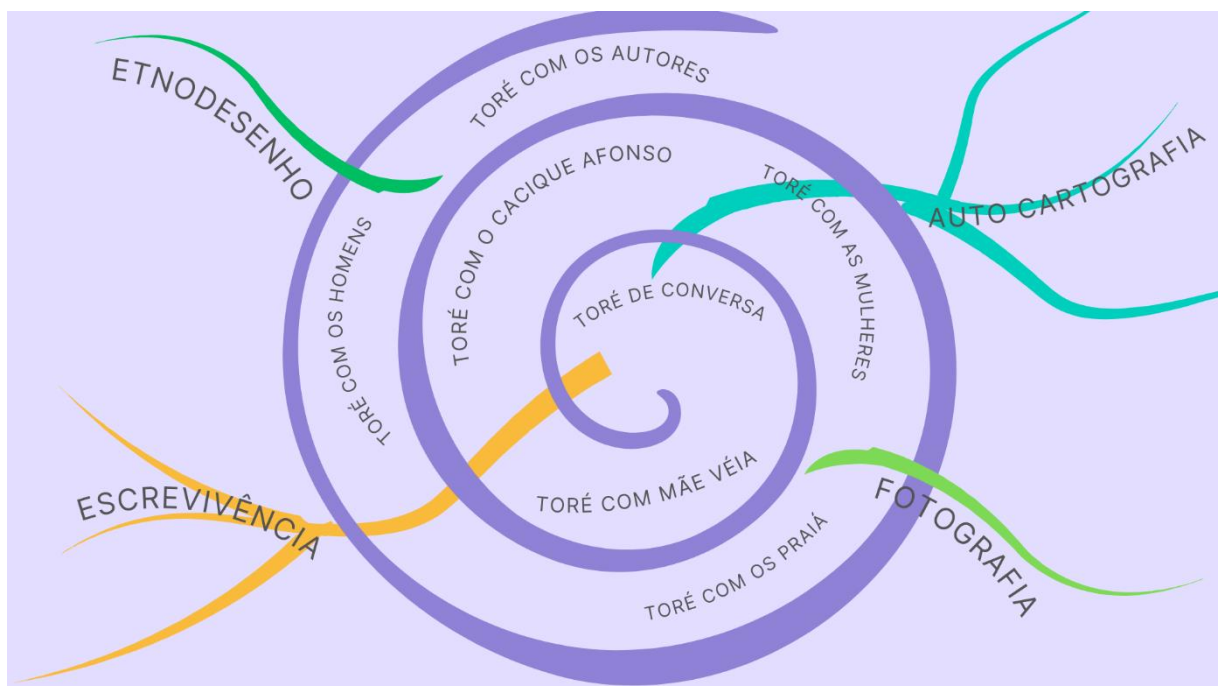 ETNODESENHO
TORÉ COM OS AUTORES
TORÉ COM O CACIQUE AFONSO
TORÉ COM AS MULHERES
AUTO CARTOGRAFIA
TORÉ COM OS HOMENS
TORÉ DE CONVERSA
ESCREVIVÊNCIA
TORÉ COM MÃE VÉIA
FOTOGRAFIA
TORÉ COM OS PRAIÁ